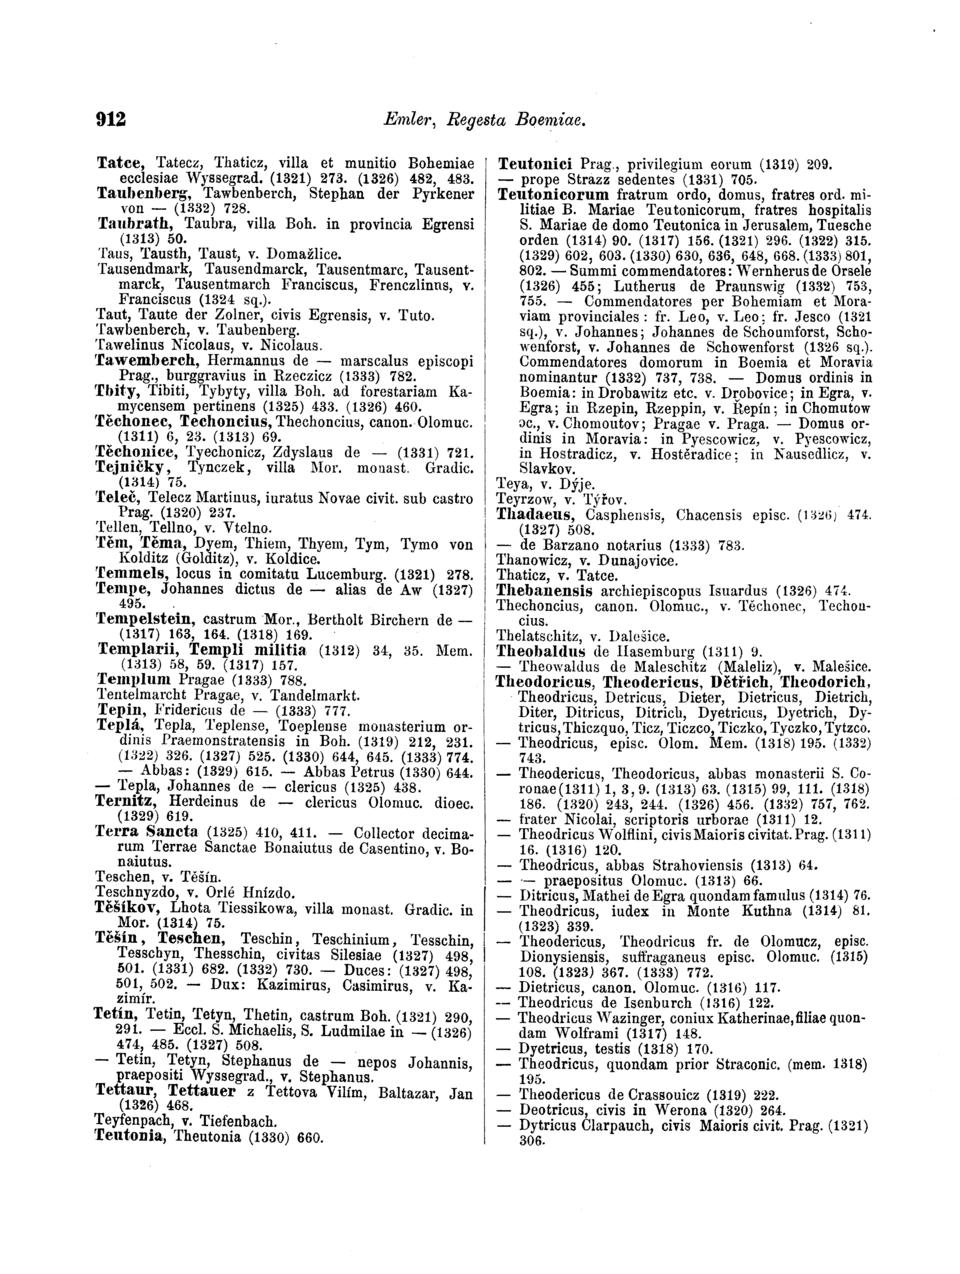 912
Emler, Regesta Boemiae.
Tatce, Tatecz, Thaticz, villa et munitio Bohemiae
ecclesiae Wyssegrad. (1321) 273. (1326) 482, 483.
Taubenberg, Tawbenberch, Stephan der Pyrkener
von — (1332) 728.
Taubrath, Taubra, villa Boh. in provincia Egrensi
(1313) 50.
Taus, Tausth, Taust, v. Domažlice.
Tausendmark, Tausendmarck, Tausentmarc, Tausent-
marck, Tausentmarch Franciscus, Frenczlinus, v.
Franciscus (1324 sq.).
Taut, Taute der Zolner, civis Egrensis, v. Tuto.
Tawbenberch, v. Taubenberg.
Tawelinus Nicolaus, v. Nicolaus.
Tawemberch, Hermannus de — marscalus episcopi
Prag., burggravius in Rzeczicz (1333) 782.
Tbity, Tibiti, Tybyty, villa Boh. ad forestariam Ka-
mycensem pertinens (1325) 433. (1326) 460.
Těchonec, Techoncius, Thechoncius, canon. Olomuc.
(1311) 6, 23. (1313) 69.
Těchonice, Tyechonicz, Zdyslaus de — (1331) 721.
Tejničky, Tynczek, villa Mor. monast. Gradic.
(1314) 75.
Teleč, Telecz Martinus, iuratus Novae civit. sub castro
Prag. (1320) 237.
Tellen, Tellno, v. Vtelno.
Těm, Těma, Dyem, Thiem, Thyem, Tym, Tymo von
Kolditz (Golditz), v. Koldice.
Temmels, locus in comitatu Lucemburg. (1321) 278.
Tempe, Johannes dictus de — alias de Aw (1327)
495.
Tempelstein, castrum Mor., Bertholt Birchern de —
(1317) 163, 164. (1318) 169.
Templarii, Templi militia (1312) 34, 35. Mem.
(1313) 58, 59. (1317) 157.
Templum Pragae (1333) 788.
Tentelmarcht Pragae, v. Tandelmarkt.
Tepin, Fridericus de — (1333) 777.
Teplá, Tepla, Teplense, Toeplense monasterium or-
dinis Praemonstratensis in Boh. (1319) 212, 231.
(1322) 326. (1327) 525. (1330) 644, 645. (1333) 774.
— Abbas: (1329) 615. — Abbas Petrus (1330) 644.
— Tepla, Johannes de — clericus (1325) 438.
Ternitz, Herdeinus de — clericus Olomuc. dioec.
(1329) 619.
Terra Sancta (1325) 410, 411. — Collector decima-
rum Terrae Sanctae Bonaiutus de Casentino, v. Bo-
naiutus.
Teschen, v. Těšín.
Teschnyzdo, v. Orlé Hnízdo.
Těšíkov, Lhota Tiessikowa, villa monast. Gradic. in
Mor. (1314) 75.
Těšín, Teschen, Teschin, Teschinium, Tesschin,
Tesschyn, Thesschin, civitas Silesiae (1327) 498,
501. (1331) 682. (1332) 730. — Duces: (1327) 498,
501, 502. — Dux: Kazimirus, Casimirus, v. Ka-
zimír.
Tetín, Tetin, Tetyn, Thetin, castrum Boh. (1321) 290,
291. — Eccl. S. Michaelis, S. Ludmilae in — (1326)
474, 485. (1327) 508.
— Tetin, Tetyn, Stephanus de — nepos Johannis,
praepositi Wyssegrad., v. Stephanus.
Tettaur, Tettauer z Tettova Vilím, Baltazar, Jan
(1326) 468.
Teyfenpach, v. Tiefenbach.
Teutonia, Theutonia (1330) 660.
Teutonici Prag., privilegium eorum (1319) 209.
— prope Strazz sedentes (1331) 705.
Teutonicorum fratrum ordo, domus, fratres ord. mi-
litiae B. Mariae Teutonicorum, fratres hospitalis
S. Mariae de domo Teutonica in Jerusalem, Tuesche
orden (1314) 90. (1317) 156. (1321) 296. (1322) 315.
(1329) 602, 603. (1330) 630, 636, 648, 668. (1333) 801,
802. — Summi commendatores: Wernherus de Orsele
(1326) 455; Lutherus de Praunswig (1332) 753,
755. — Commendatores per Bohemiam et Mora-
viam provinciales: fr. Leo, v. Leo; fr. Jesco (1321
sq.), v. Johannes; Johannes de Schoumforst, Scho-
wenforst, v. Johannes de Schowenforst (1326 sq.).
Commendatores domorum in Boemia et Moravia
nominantur (1332) 737, 738. — Domus ordinis in
Boemia: in Drobawitz etc. v. Drobovice; in Egra, v.
Egra; in Rzepin, Rzeppin, v. Řepín; in Chomutow
oc., v. Chomoutov; Pragae v. Praga. — Domus or-
dinis in Moravia: in Pyescowicz, v. Pyescowicz,
in Hostradicz, v. Hostěradice; in Nausedlicz, v.
Slavkov.
Teya, v. Dýje.
Teyrzow, v. Týřov.
Thadaeus, Casphensis, Chacensis episc. (1326) 474.
(1327) 508.
— de Barzano notarius (1333) 783.
Thanowicz, v. Dunajovice.
Thaticz, v. Tatce.
Thebanensis archiepiscopus Isuardus (1326) 474.
Thechoncius, canon. Olomuc., v. Těchonec, Techon-
cius.
Thelatschitz, v. Dalešice.
Theobaldus de Hasemburg (1311) 9.
— Theowaldus de Maleschitz (Maleliz), v. Malešice.
Theodoricus, Thedericus, Dětřich, Theodorich,
Theodricus, Detricus, Dieter, Dietricus, Dietrich,
Diter, Ditricus, Ditrich, Dyetricus, Dyetrich, Dy-
tricus, Thiczquo, Ticz, Ticzco, Ticzko, Tyczko, Tytzco.
— Theodricus, episc. Olom. Mem. (1318) 195. (1332)
743.
— Theodericus, Theodoricus, abbas monasterii S. Co-
ronae (1311) 1, 3, 9. (1313) 63. (1315) 99, 111. (1318)
186. (1320) 243, 244. (1326) 456. (1332) 757, 762.
— frater Nicolai, scriptoris urborae (1311) 12.
— Theodricus Wolflini, civis Maioris civitat. Prag. (1311)
16. (1316) 120.
— Theodricus, abbas Strahoviensis (1313) 64.
— — praepositus Olomuc. (1313) 66.
— Ditricus, Mathei de Egra quondam famulus (1314) 76.
— Theodricus, iudex in Monte Kuthna (1314) 81.
(1323) 339.
— Theodericus, Theodricus fr. de Olomucz, episc.
Dionysiensis, suffraganeus episc. Olomuc. (1315)
108. (1323) 367. (1333) 772.
— Dietricus, canon. Olomuc. (1316) 117.
— Theodricus de Isenburch (1316) 122.
— Theodricus Wazinger, coniux Katherinae, filiae quon-
dam Wolframi (1317) 148.
— Dyetricus, testis (1318) 170.
— Theodricus, quondam prior Straconic. (mem. 1318)
195.
— Theodericus de Crassouicz (1319) 222.
— Deotricus, civis in Werona (1320) 264.
— Dytricus Clarpauch, civis Maioris civit. Prag. (1321)
306.